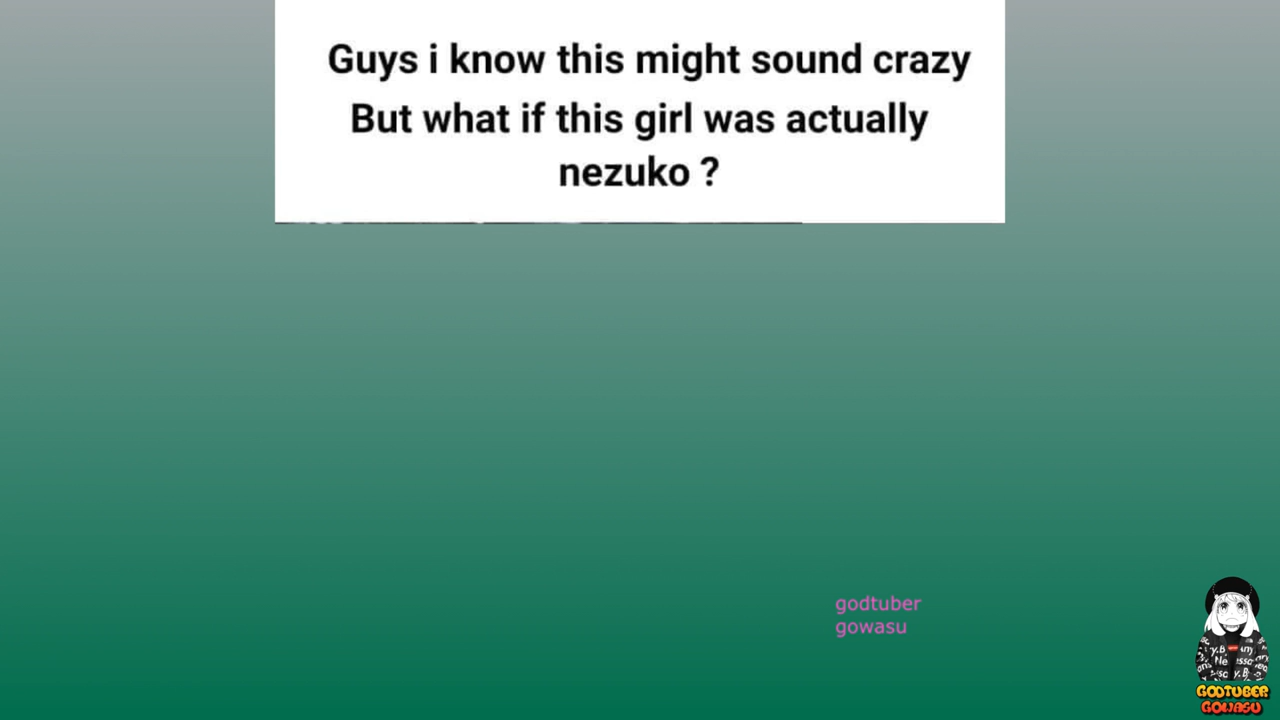 Guys i know this might sound crazy
But what if this girl was actually
nezuko ?
godtuber
gowasu
GODTUBER
GOWASU